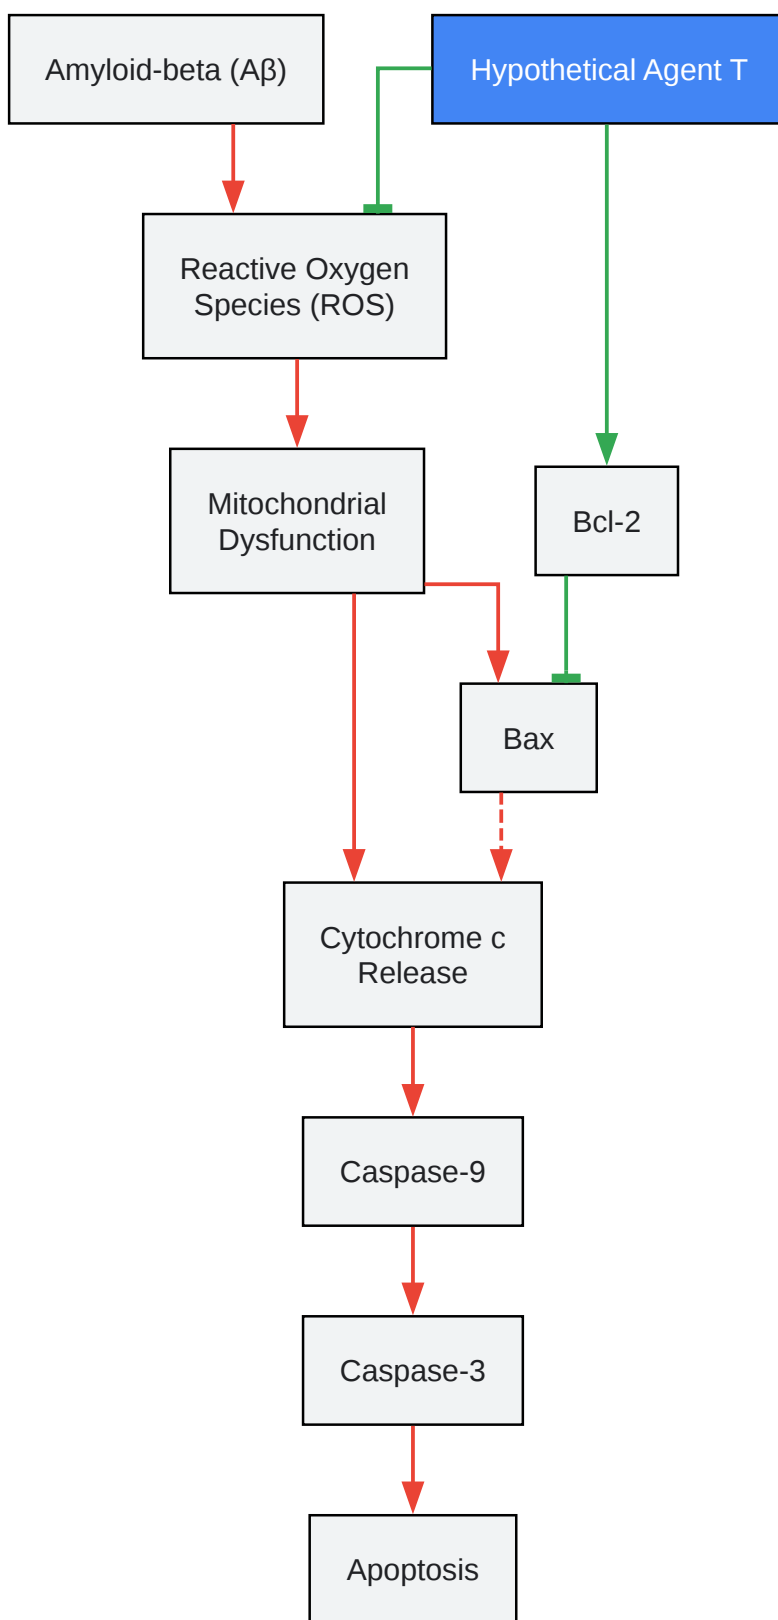 Amyloid-beta (Aβ)
Hypothetical Agent T
Reactive Oxygen
Species (ROS)
Mitochondrial
Dysfunction
Bcl-2
Bax
Cytochrome c
Release
Caspase-9
Caspase-3
Apoptosis